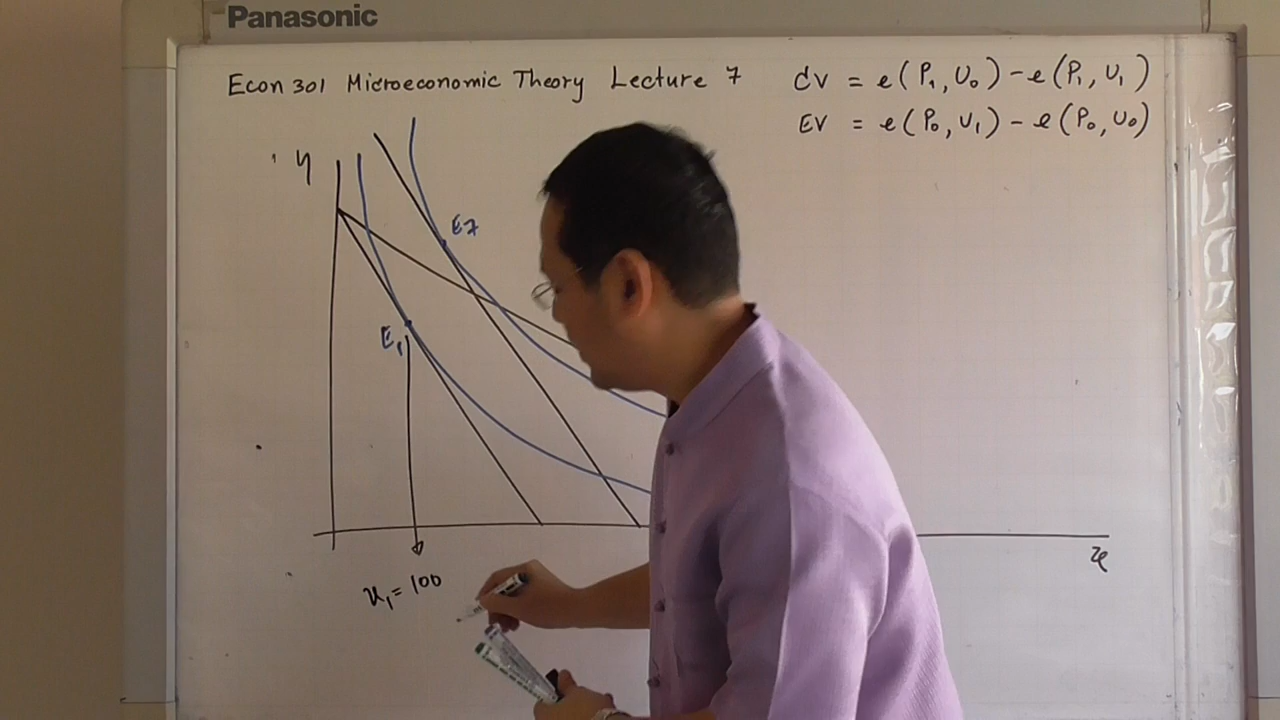 Panasonic
Econ 301 Microeconomic Theory Lecture 7
CV = e(P₁, U₀) - e(P₁, U₁)
EV = e(P₀, U₁) - e(P₀, U₀)
y
E7
E₁
x
x₁ = 100